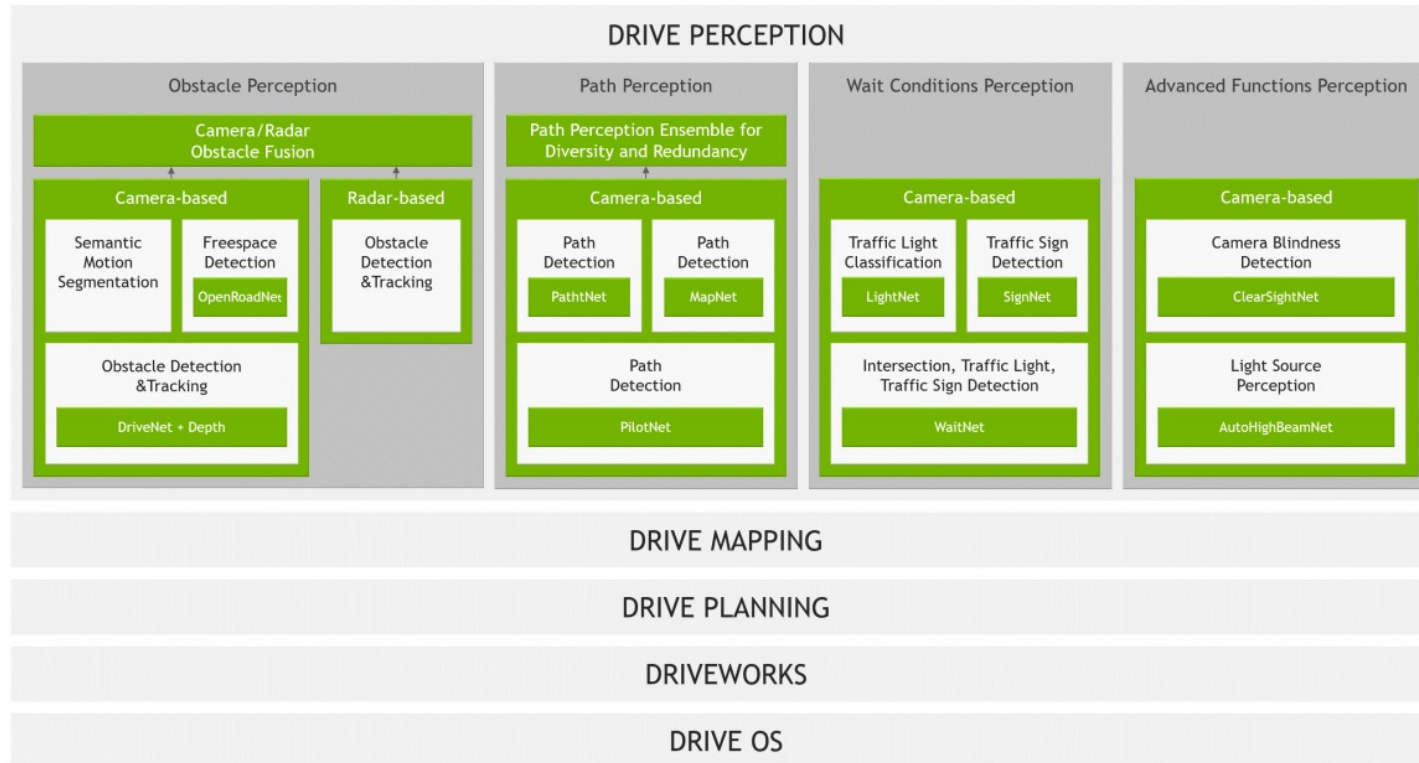 DRIVE PERCEPTION
Obstacle Perception
Camera/Radar
Obstacle Fusion
Camera-based
Semantic
Motion
Segmentation
Freespace
Detection
OpenRoadNet
Obstacle Detection
&Tracking
DriveNet + Depth
Radar-based
Obstacle
Detection
&Tracking
Path Perception
Path Perception Ensemble for
Diversity and Redundancy
Camera-based
Path
Detection
PathtNet
Path
Detection
MapNet
Path
Detection
PilotNet
Wait Conditions Perception
Camera-based
Traffic Light
Classification
LightNet
Traffic Sign
Detection
SignNet
Intersection, Traffic Light,
Traffic Sign Detection
WaitNet
Advanced Functions Perception
Camera-based
Camera Blindness
Detection
ClearSightNet
Light Source
Perception
AutoHighBeamNet
DRIVE MAPPING
DRIVE PLANNING
DRIVEWORKS
DRIVE OS